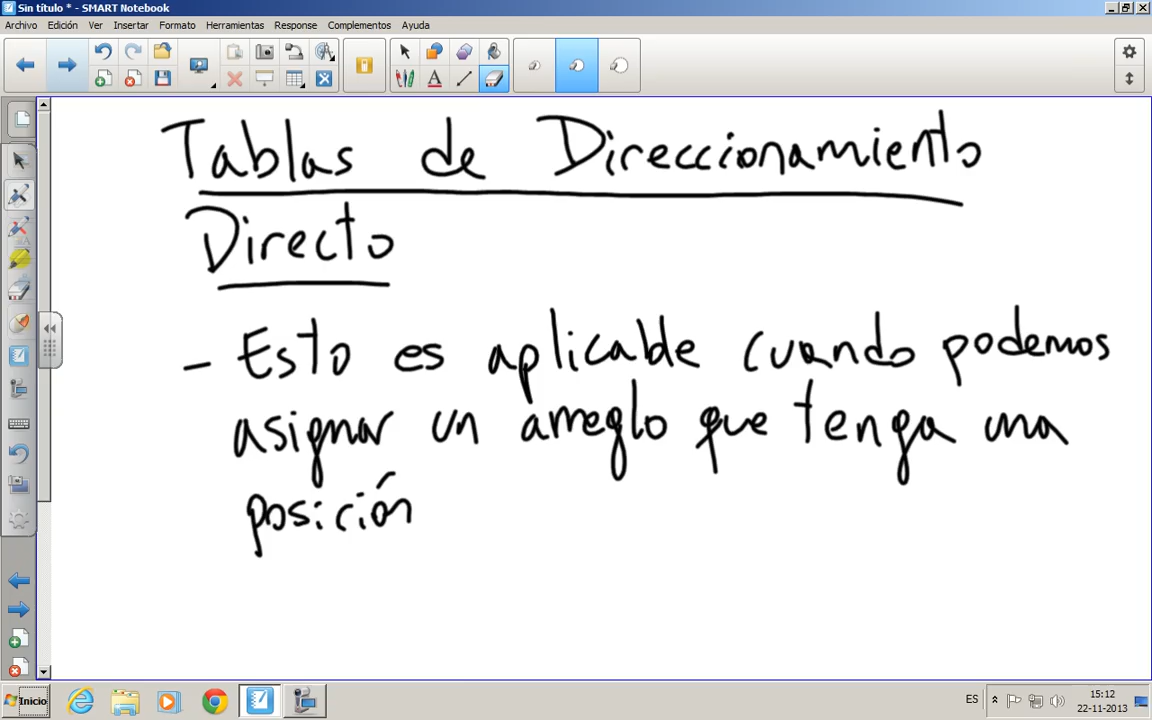 Sin título * - SMART Notebook
Archivo Edición Ver Insertar Formato Herramientas Response Complementos Ayuda
Tablas de Direccionamiento
Directo
- Esto es aplicable cuando podemos
asignar un arreglo que tenga una
posición
Inicio
ES
15:12
22-11-2013